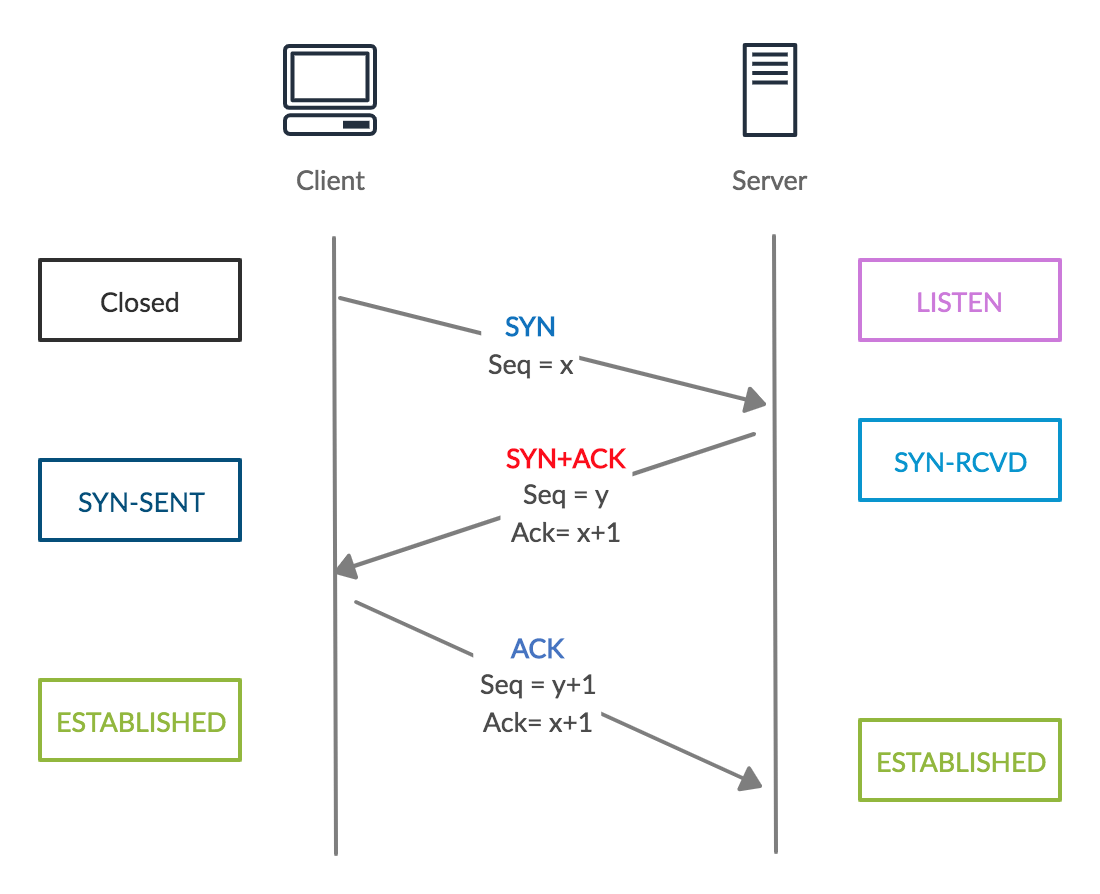 Client
Server
Closed
LISTEN
SYN
Seq = x
SYN+ACK
Seq = y
Ack= x+1
SYN-RCVD
SYN-SENT
ACK
Seq = y+1
Ack= x+1
ESTABLISHED
ESTABLISHED